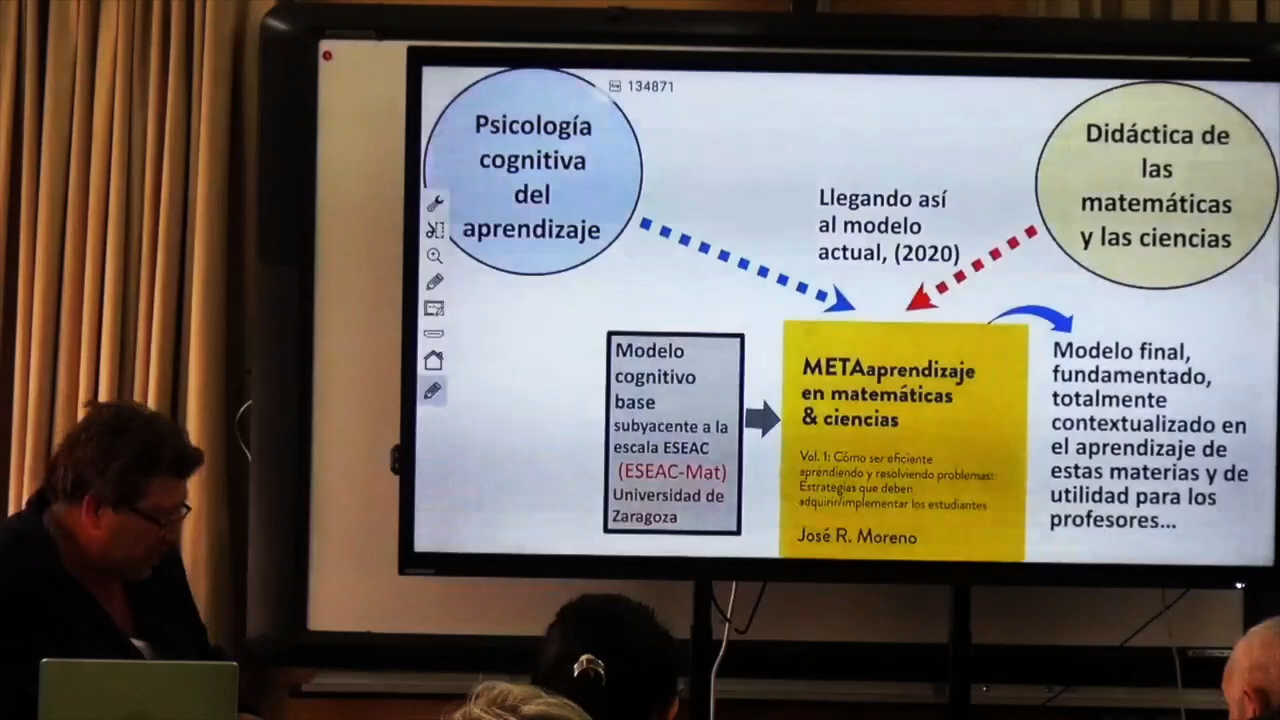 134871
Psicología
cognitiva
del
aprendizaje
Didáctica de
las
matemáticas
y las ciencias
Llegando así
al modelo
actual, (2020)
Modelo
cognitivo
base
subyacente a la
escala ESEAC
(ESEAC-Mat)
Universidad de
Zaragoza
METAaprendizaje
en matemáticas
& ciencias
Vol. 1: Cómo ser eficiente
aprendiendo y resolviendo problemas:
Estrategias que deben
adquirir/implementar los estudiantes
José R. Moreno
Modelo final,
fundamentado,
totalmente
contextualizado en
el aprendizaje de
estas materias y de
utilidad para los
profesores...